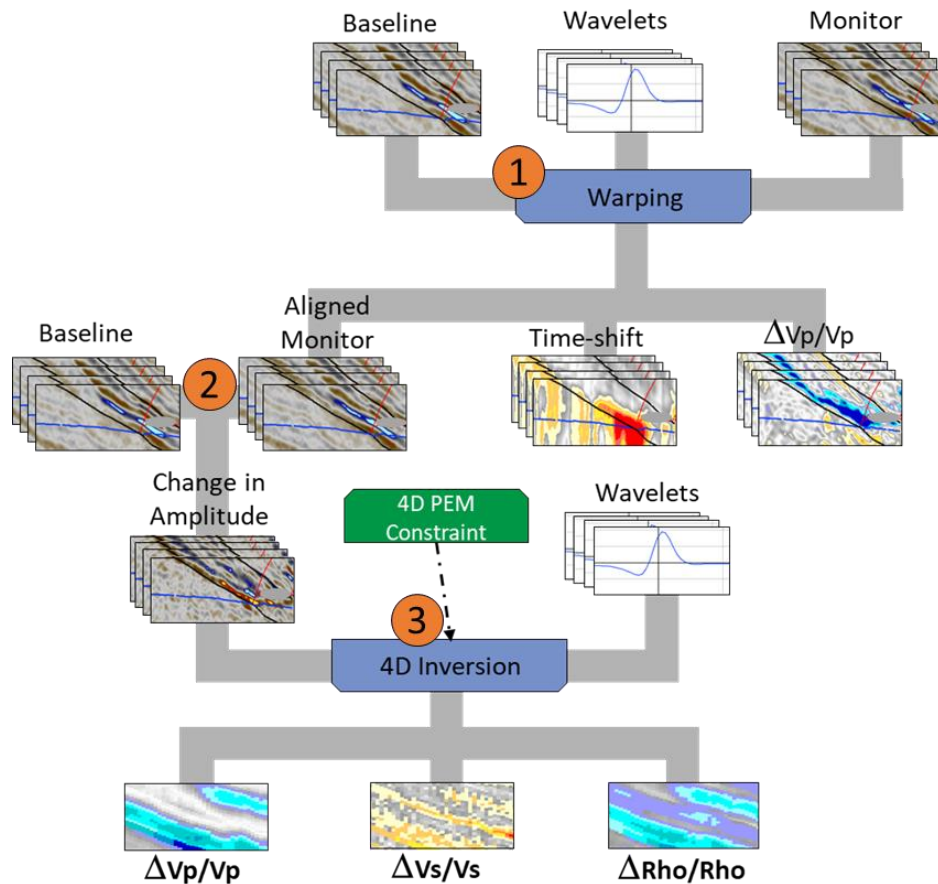 Baseline
Wavelets
Monitor
1
Warping
Baseline
2
Aligned
Monitor
Time-shift
ΔVp/Vp
Change in
Amplitude
4D PEM
Constraint
Wavelets
3
4D Inversion
ΔVp/Vp
ΔVs/Vs
ΔRho/Rho